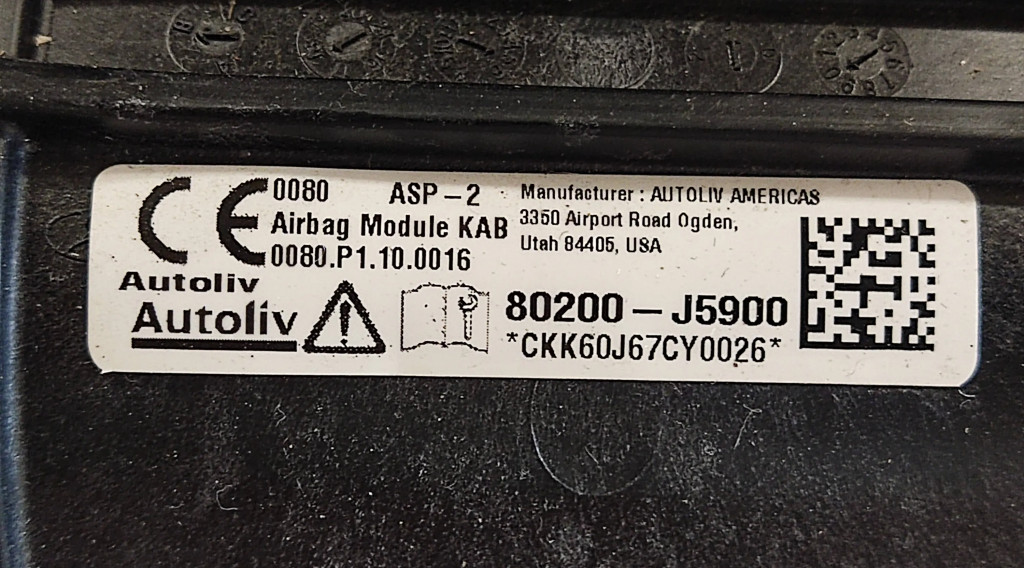 0080 ASP-2
Airbag Module KAB
0080.P1.10.0016
Manufacturer : AUTOLIV AMERICAS
3350 Airport Road Ogden,
Utah 84405, USA
Autoliv
Autoliv
80200-J5900
*CKK60J67CY0026*